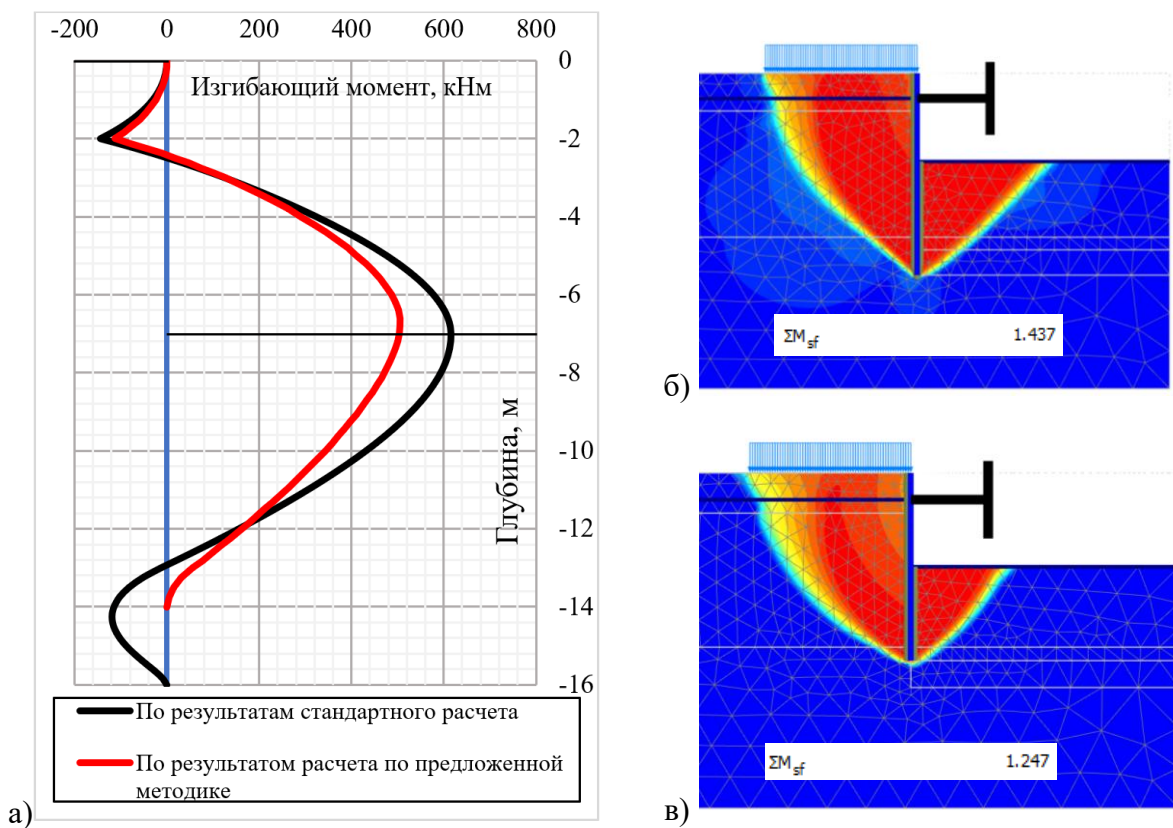 -200 0 200 400 600 800
Изгибающий момент, кНм
0
-2
-4
-6
-8
-10
-12
-14
-16
Глубина, м
По результатам стандартного расчета
По результатом расчета по предложенной
методике
а)
ΣMsf 1.437
б)
ΣMsf 1.247
в)